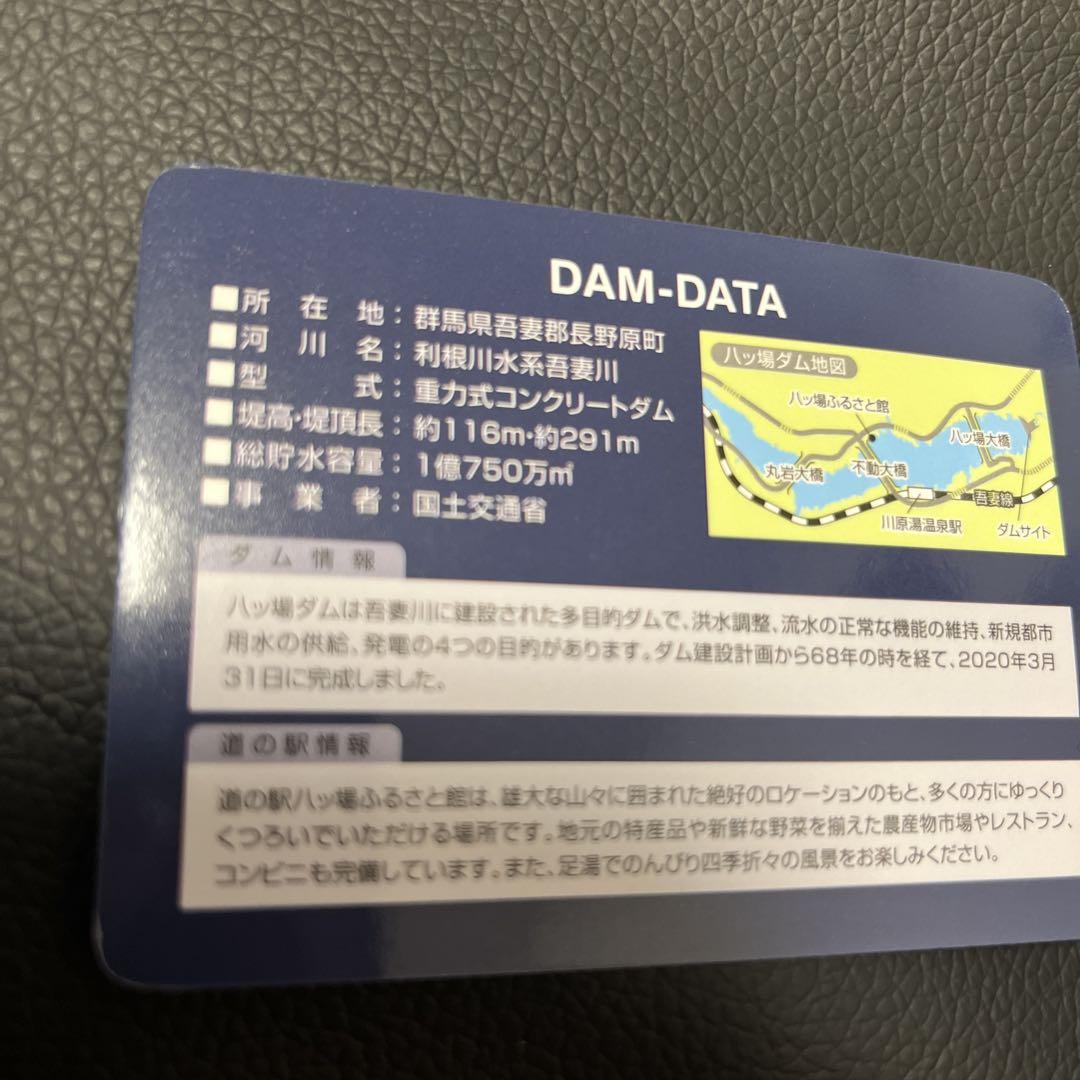 DAM-DATA
■所在地：群馬県吾妻郡長野原町
■河川名：利根川水系吾妻川
■型式：重力式コンクリートダム
■堤高・堤頂長：約116m・約291m
■総貯水容量：1億750万㎥
■事業者：国土交通省
八ッ場ダム地図
八ッ場ふるさと館
八ッ場大橋
丸岩大橋
不動大橋
吾妻線
川原湯温泉駅
ダムサイト
ダム情報
八ッ場ダムは吾妻川に建設された多目的ダムで、洪水調整、流水の正常な機能の維持、新規都市
用水の供給、発電の4つの目的があります。ダム建設計画から68年の時を経て、2020年3月
31日に完成しました。
道の駅情報
道の駅八ッ場ふるさと館は、雄大な山々に囲まれた絶好のロケーションのもと、多くの方にゆっくり
くつろいでいただける場所です。地元の特産品や新鮮な野菜を揃えた農産物市場やレストラン、
コンビニも完備しています。また、足湯でのんびり四季折々の風景をお楽しみください。